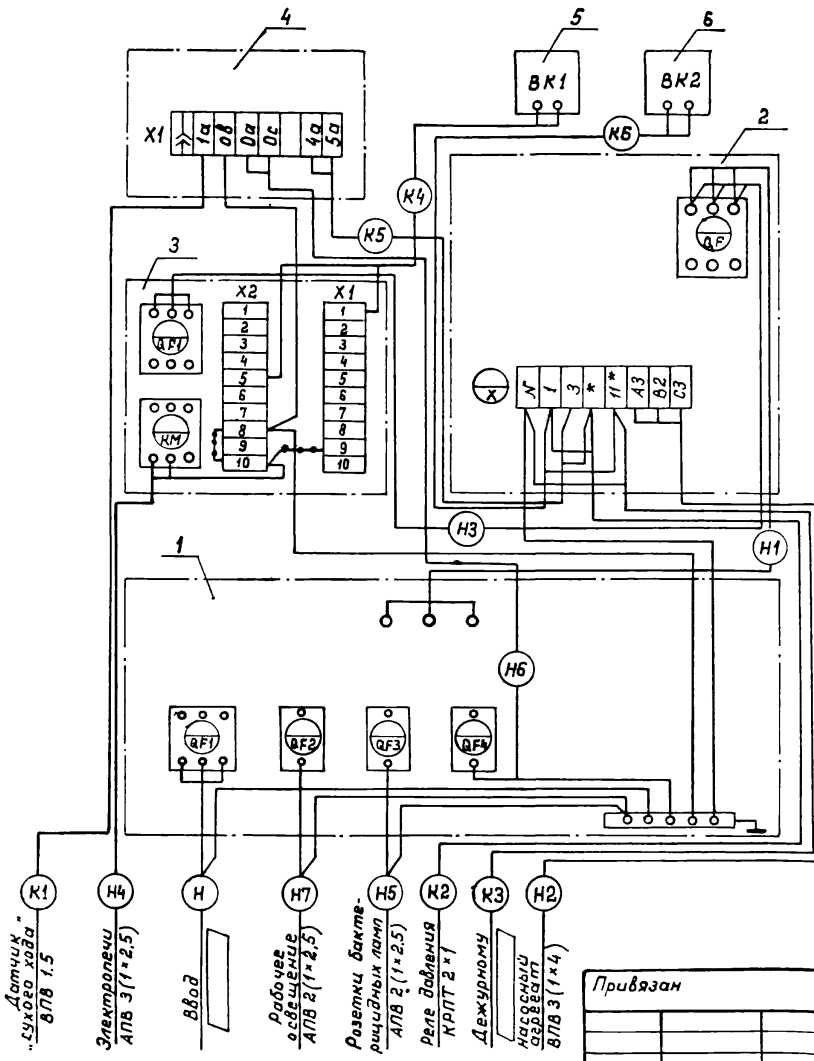 4
5
6
ВК1
ВК2
К6
2
X1
1а
0в
0а
0с
4а
5а
К4
К5
QF
3
X2
X1
QF1
1
2
3
4
5
6
7
8
9
10
1
2
3
4
5
6
7
8
9
10
КМ
X
N
1
3
*
11*
А3
В2
С3
Н3
Н1
1
Н6
QF1
QF2
QF3
QF4
К1
Н4
Н
Н7
Н5
К2
К3
Н2
Датчик
"сухого хода"
ВПВ 1.5
Электропечи
АПВ 3(1×2,5)
Ввод
Рабочее
освещение
АПВ 2(1×2,5)
Розетки бакте-
рицидных ламп
АПВ 2.(1×2.5)
Реле давления
КРПТ 2×1
Дежурному
Насосный
агрегат
ВПВ 3(1×4)
Привязан